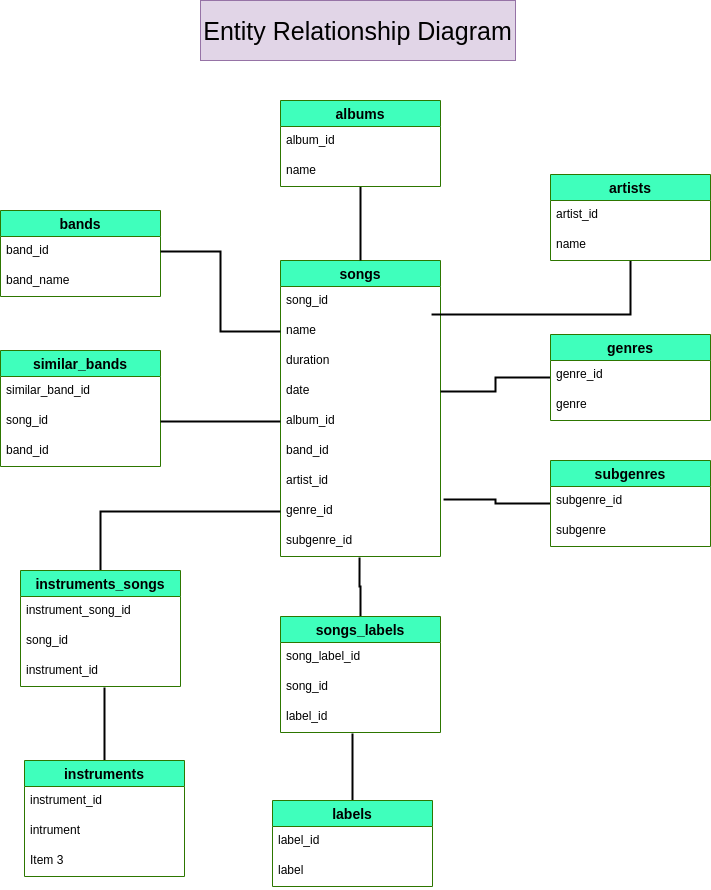 Entity Relationship Diagram
albums
album_id
name
artists
artist_id
name
bands
band_id
band_name
songs
song_id
name
duration
date
album_id
band_id
artist_id
genre_id
subgenre_id
genres
genre_id
genre
similar_bands
similar_band_id
song_id
band_id
subgenres
subgenre_id
subgenre
instruments_songs
instrument_song_id
song_id
instrument_id
songs_labels
song_label_id
song_id
label_id
instruments
instrument_id
intrument
Item 3
labels
label_id
label